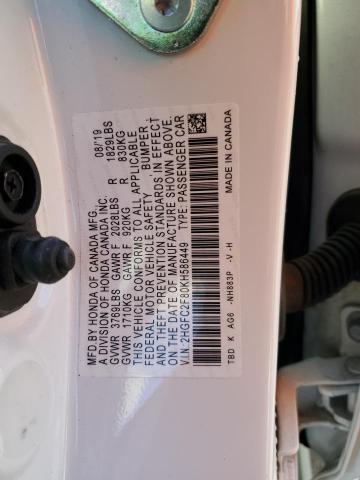 MFD. BY HONDA OF CANADA MFG., 08/'19
A DIVISION OF HONDA CANADA INC.
GVWR 3769LBS GAWR F 2028LBS R 1829LBS
GVWR 1710KG GAWR F 920KG R 830KG
THIS VEHICLE CONFORMS TO ALL APPLICABLE
FEDERAL MOTOR VEHICLE SAFETY, BUMPER,
AND THEFT PREVENTION STANDARDS IN EFFECT
ON THE DATE OF MANUFACTURE SHOWN ABOVE.
V.I.N: 2HGFC2F80KH586449 TYPE:PASSENGER CAR
TBD K AG6 -NH883P -V-H MADE IN CANADA